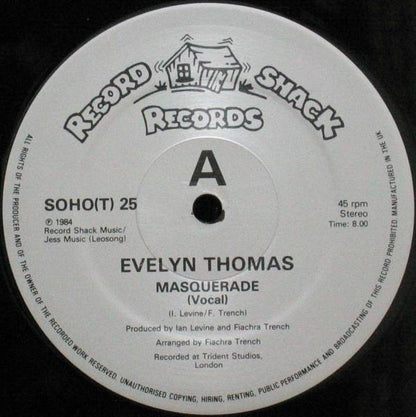 RECORD SHACK
RECORDS
A
SOHO(T) 25
℗ 1984
Record Shack Music/
Jess Music (Leosong)
45 rpm
Stereo
Time: 8.00
EVELYN THOMAS
MASQUERADE
(Vocal)
(I. Levine/F. Trench)
Produced by Ian Levine and Fiachra Trench
Arranged by Fiachra Trench
Recorded at Trident Studios,
London
ALL RIGHTS OF THE PRODUCER AND OF THE OWNER OF THE RECORDED WORK RESERVED. UNAUTHORISED COPYING, HIRING, RENTING, PUBLIC PERFORMANCE AND BROADCASTING OF THIS RECORD PROHIBITED. MANUFACTURED IN THE UK